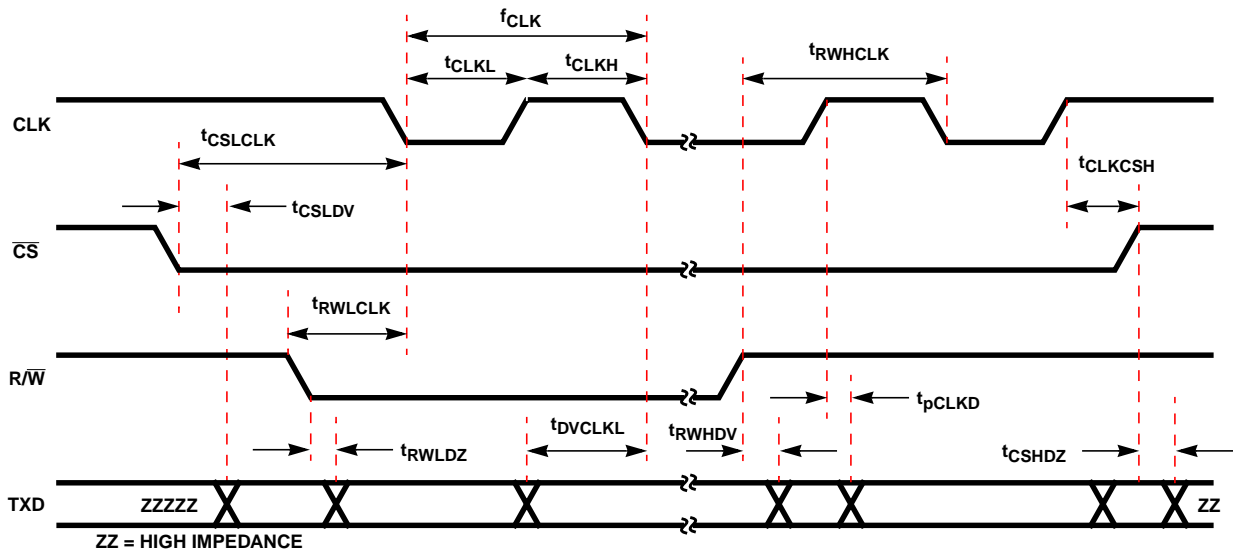 fCLK
tCLKL
tCLKH
tRWHCLK
CLK
tCSLCLK
tCLKCSH
tCSLDV
CS
tRWLCLK
R/W
tpCLKD
tDVCLKL
tRWHDV
tRWLDZ
tCSHDZ
TXD
ZZZZZ
ZZ
ZZ = HIGH IMPEDANCE